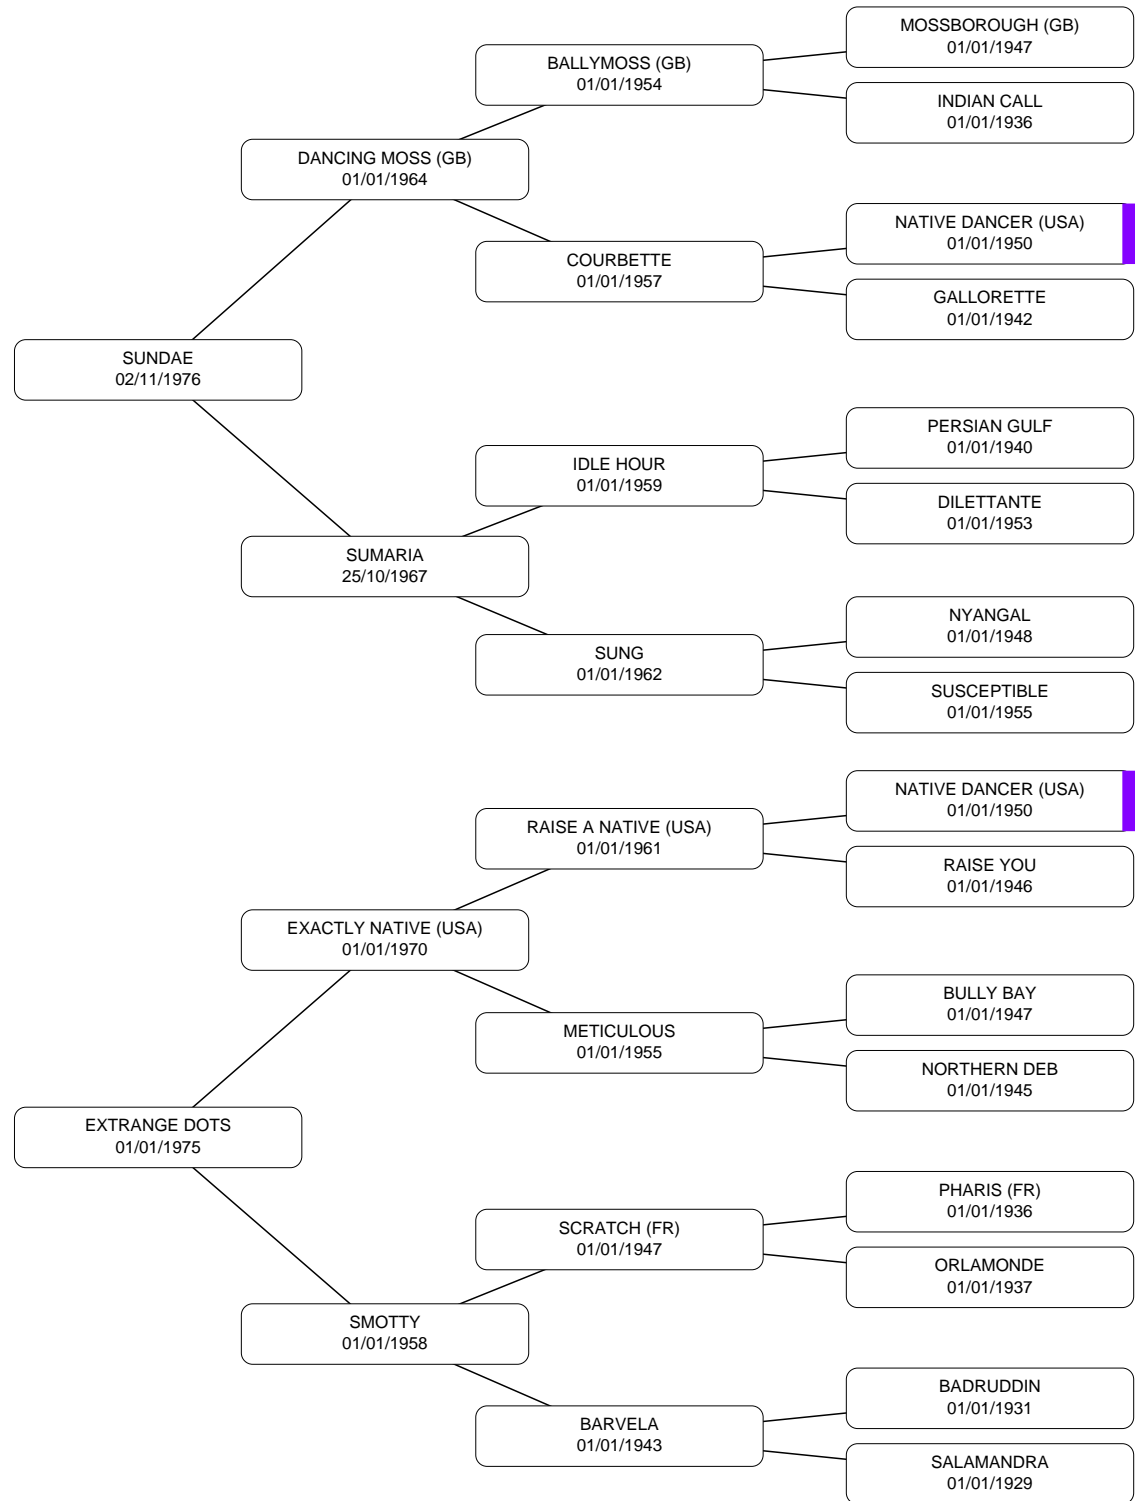 MOSSBOROUGH (GB)
01/01/1947
BALLYMOSS (GB)
01/01/1954
INDIAN CALL
01/01/1936
DANCING MOSS (GB)
01/01/1964
NATIVE DANCER (USA)
01/01/1950
COURBETTE
01/01/1957
GALLORETTE
01/01/1942
SUNDAE
02/11/1976
PERSIAN GULF
01/01/1940
IDLE HOUR
01/01/1959
DILETTANTE
01/01/1953
SUMARIA
25/10/1967
NYANGAL
01/01/1948
SUNG
01/01/1962
SUSCEPTIBLE
01/01/1955
NATIVE DANCER (USA)
01/01/1950
RAISE A NATIVE (USA)
01/01/1961
RAISE YOU
01/01/1946
EXACTLY NATIVE (USA)
01/01/1970
BULLY BAY
01/01/1947
METICULOUS
01/01/1955
NORTHERN DEB
01/01/1945
EXTRANGE DOTS
01/01/1975
PHARIS (FR)
01/01/1936
SCRATCH (FR)
01/01/1947
ORLAMONDE
01/01/1937
SMOTTY
01/01/1958
BADRUDDIN
01/01/1931
BARVELA
01/01/1943
SALAMANDRA
01/01/1929